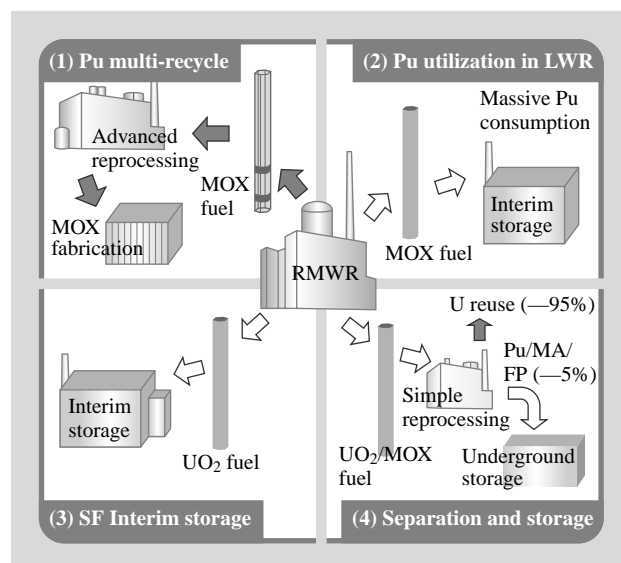 (1) Pu multi-recycle
Advanced
reprocessing
MOX
fuel
MOX
fabrication
(2) Pu utilization in LWR
Massive Pu
consumption
Interim
storage
MOX fuel
RMWR
Interim
storage
UO₂ fuel
(3) SF Interim storage
U reuse (—95%)
Pu/MA/
FP (—5%)
Simple
reprocessing
UO₂/MOX
fuel
Underground
storage
(4) Separation and storage